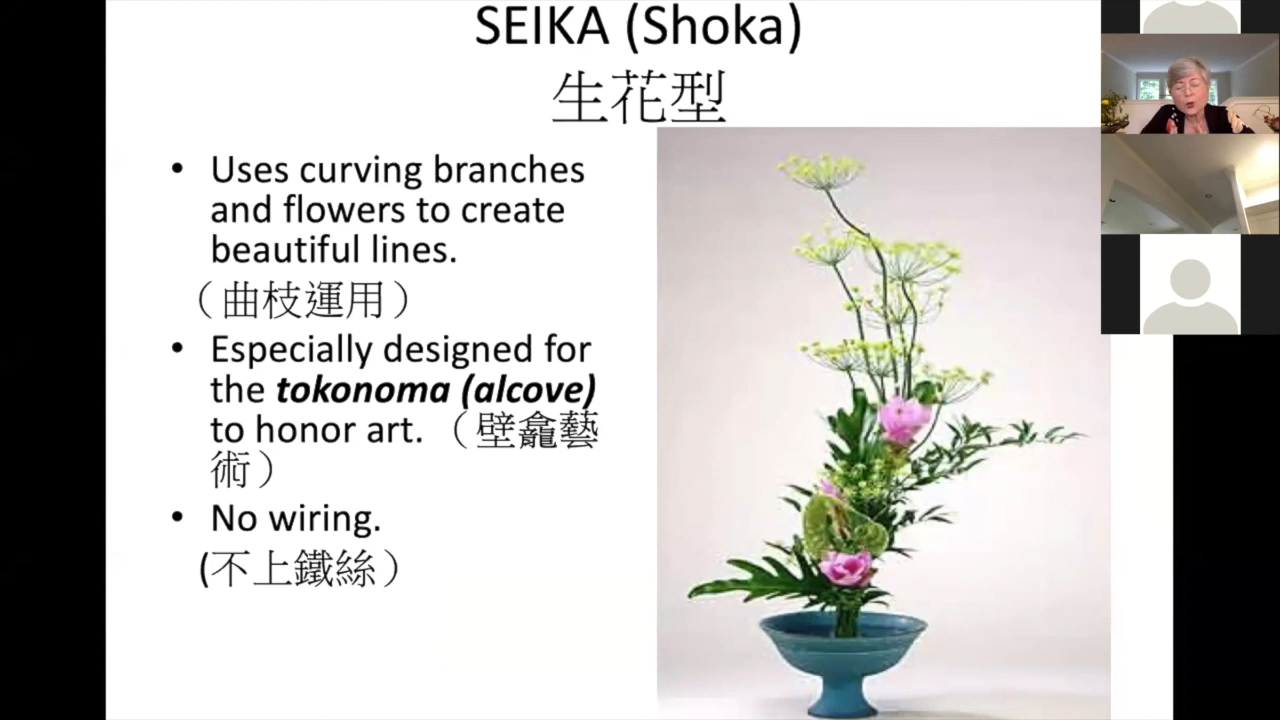 SEIKA (Shoka)
生花型
• Uses curving branches
and flowers to create
beautiful lines.
（曲枝運用）
• Especially designed for
the tokonoma (alcove)
to honor art. （壁龕藝
術）
• No wiring.
(不上鐵絲）